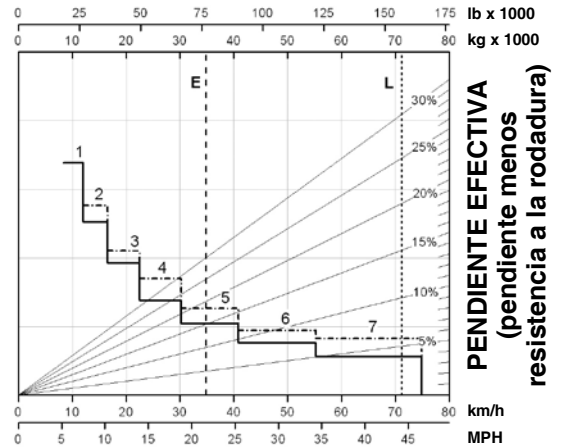 0 25 50 75 100 125 150 175 lb x 1000
0 10 20 30 40 50 60 70 80 kg x 1000
E L
30%
25%
20%
15%
10%
5%
1
2
3
4
5
6
7
0 10 20 30 40 50 60 70 80 km/h
0 5 10 15 20 25 30 35 40 45 MPH
PENDIENTE EFECTIVA
(pendiente menos
resistencia a la rodadura)